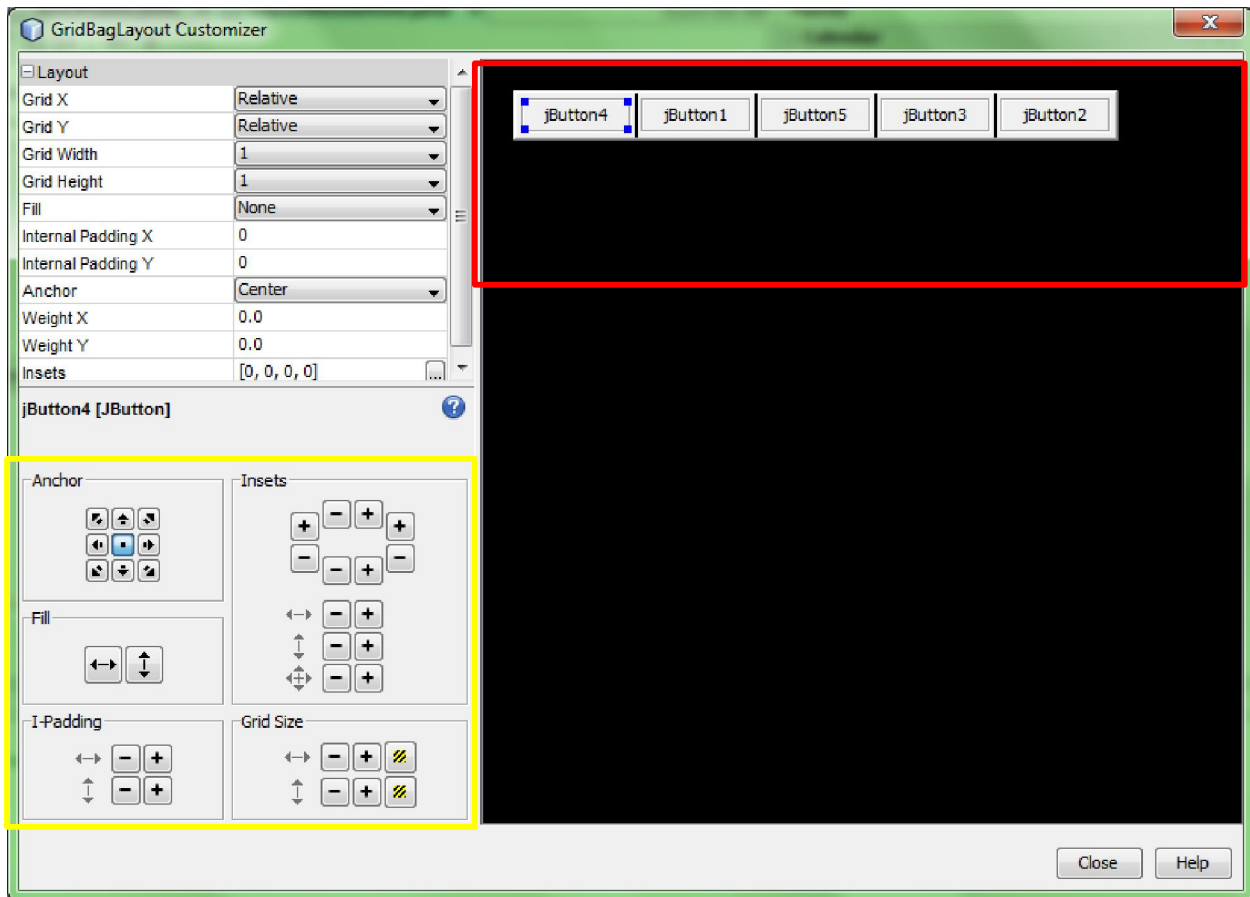 GridBagLayout Customizer
Layout
Grid X Relative
Grid Y Relative
Grid Width 1
Grid Height 1
Fill None
Internal Padding X 0
Internal Padding Y 0
Anchor Center
Weight X 0.0
Weight Y 0.0
Insets [0, 0, 0, 0] ...
jButton4 jButton1 jButton5 jButton3 jButton2
jButton4 [JButton]
Anchor
Insets
Fill
I-Padding
Grid Size
Close Help